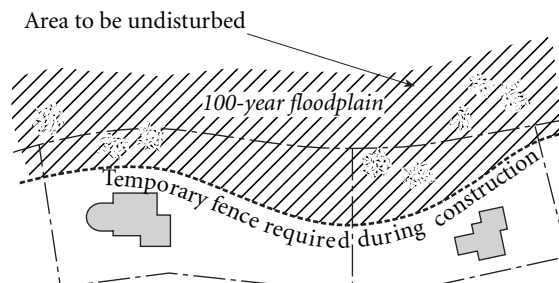 Area to be undisturbed
100-year floodplain
Temporary fence required during construction